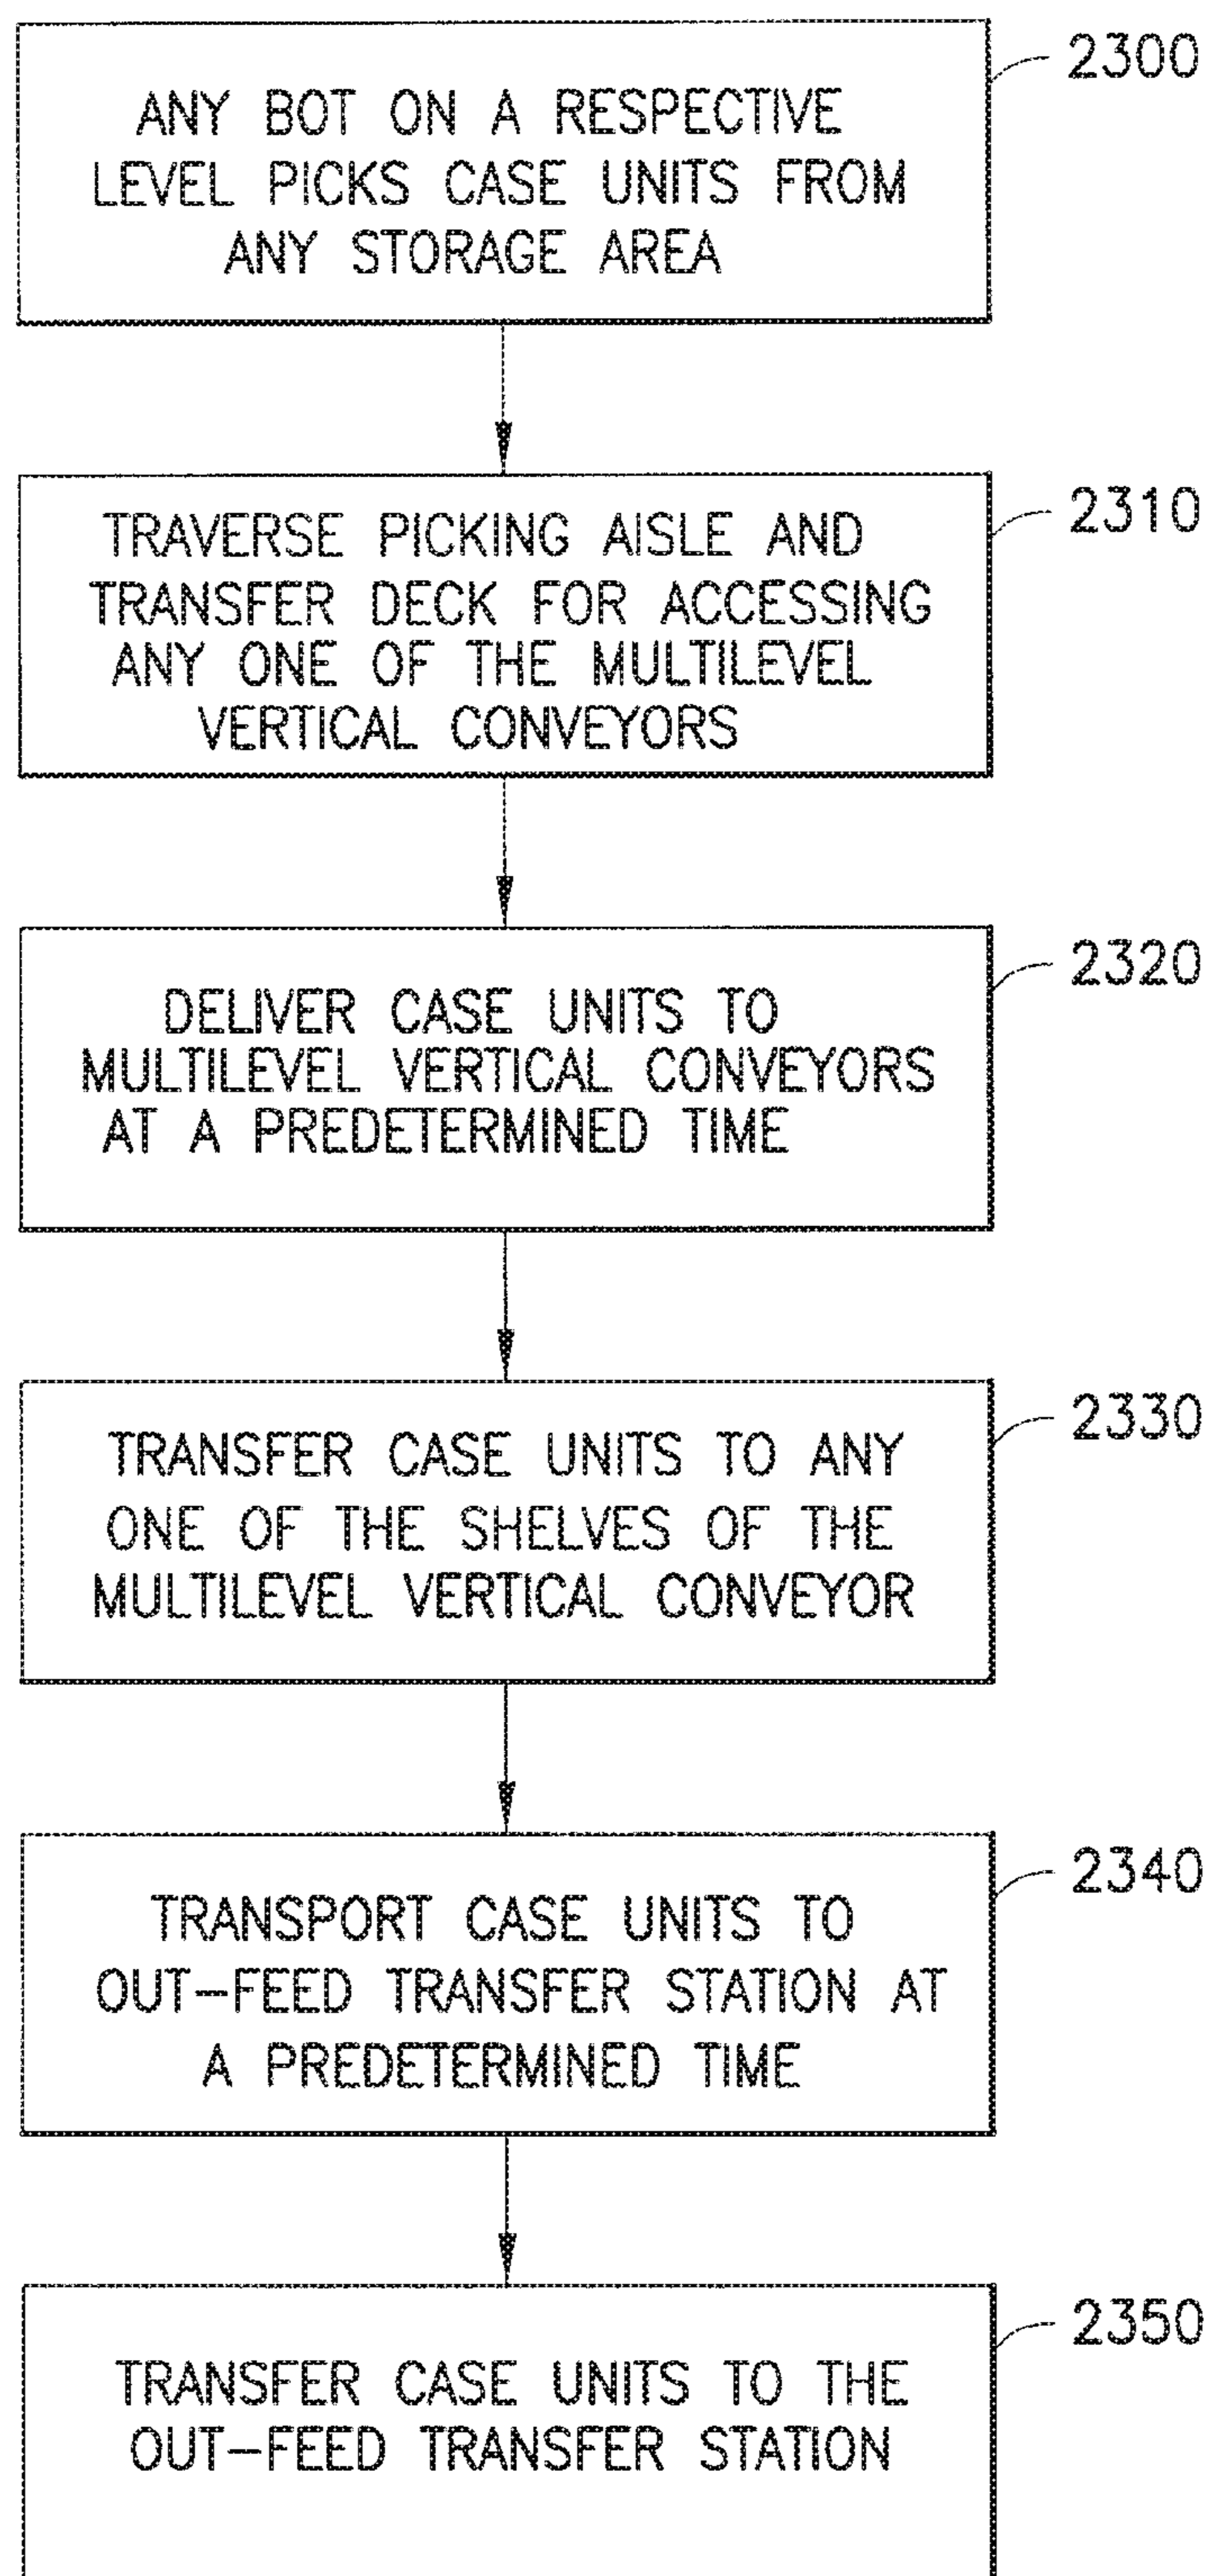 ANY BOT ON A RESPECTIVE
LEVEL PICKS CASE UNITS FROM
ANY STORAGE AREA
2300
TRAVERSE PICKING AISLE AND
TRANSFER DECK FOR ACCESSING
ANY ONE OF THE MULTILEVEL
VERTICAL CONVEYORS
2310
DELIVER CASE UNITS TO
MULTILEVEL VERTICAL CONVEYORS
AT A PREDETERMINED TIME
2320
TRANSFER CASE UNITS TO ANY
ONE OF THE SHELVES OF THE
MULTILEVEL VERTICAL CONVEYOR
2330
TRANSPORT CASE UNITS TO
OUT-FEED TRANSFER STATION AT
A PREDETERMINED TIME
2340
TRANSFER CASE UNITS TO THE
OUT-FEED TRANSFER STATION
2350